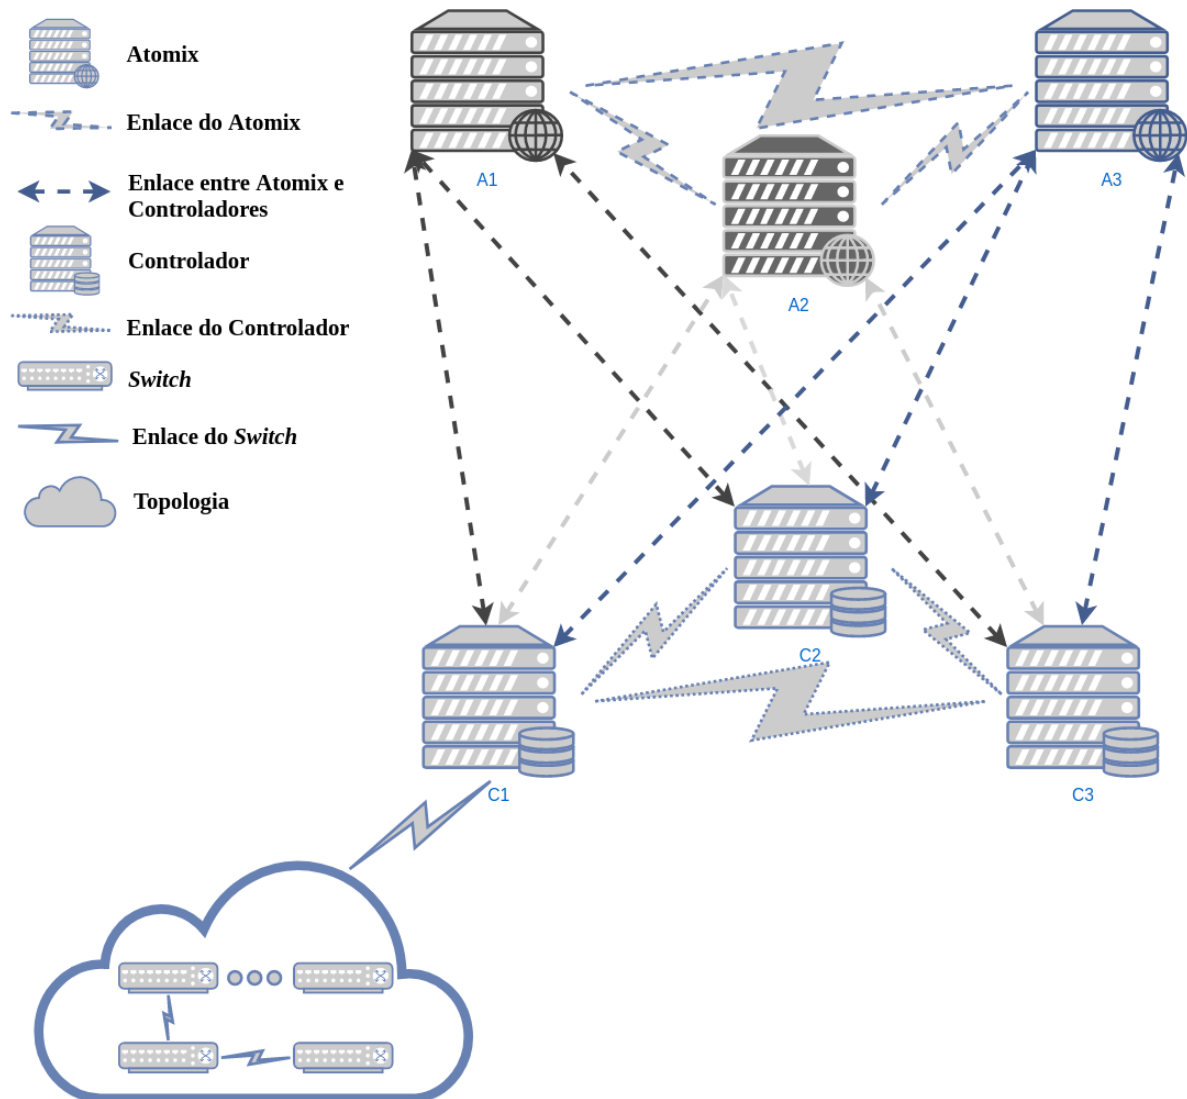 Atomix
Enlace do Atomix
Enlace entre Atomix e
Controladores
Controlador
Enlace do Controlador
Switch
Enlace do Switch
Topologia
A1
A2
A3
C2
C1
C3